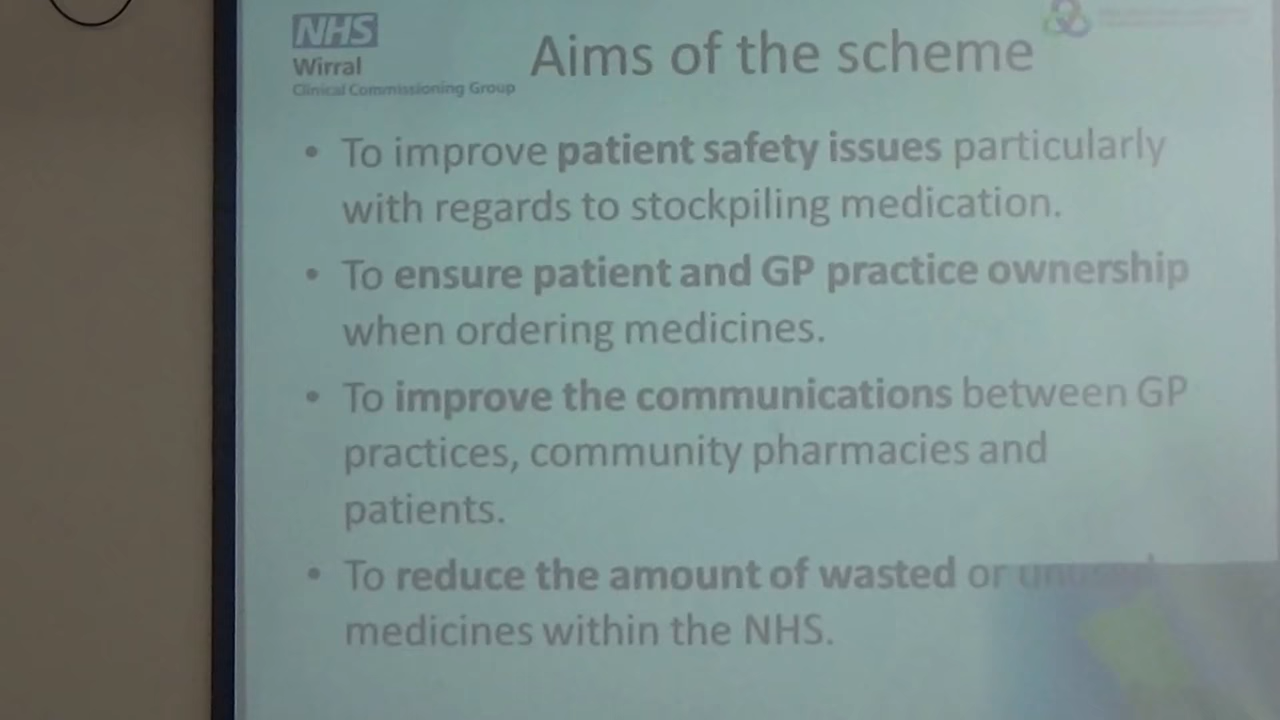 NHS
Wirral
Clinical Commissioning Group
Aims of the scheme
• To improve patient safety issues particularly
with regards to stockpiling medication.
• To ensure patient and GP practice ownership
when ordering medicines.
• To improve the communications between GP
practices, community pharmacies and
patients.
• To reduce the amount of wasted or unused
medicines within the NHS.